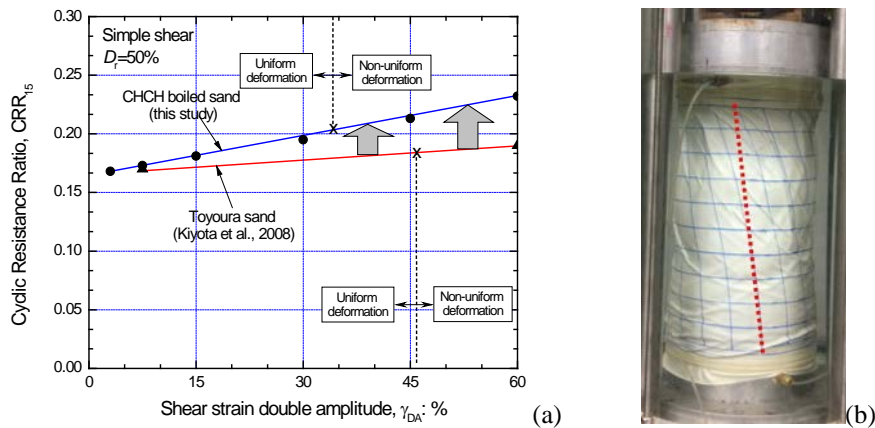 0.30
0.25
0.20
0.15
0.10
0.05
0.00
Cyclic Resistance Ratio, CRR15
Simple shear
Dr=50%
CHCH boiled sand
(this study)
Uniform
deformation
Non-uniform
deformation
Toyoura sand
(Kiyota et al., 2008)
Uniform
deformation
Non-uniform
deformation
0 15 30 45 60
Shear strain double amplitude, γDA: %
(a)
(b)